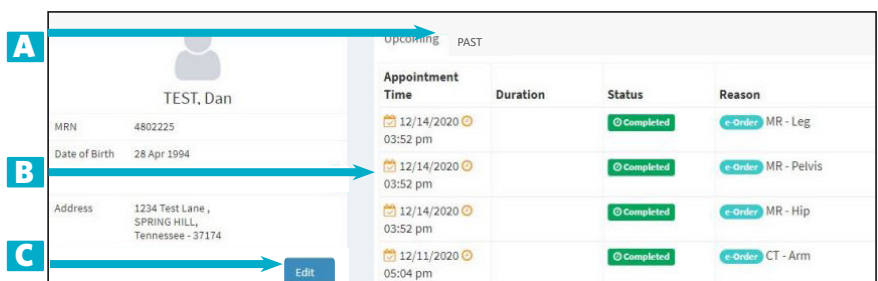 A
Upcoming PAST
TEST, Dan
MRN 4802225
Date of Birth 28 Apr 1994
B
Address 1234 Test Lane ,
SPRING HILL,
Tennessee - 37174
C
Edit
Appointment
Time Duration Status Reason
12/14/2020 Completed e-Order MR - Leg
03:52 pm
12/14/2020 Completed e-Order MR - Pelvis
03:52 pm
12/14/2020 Completed e-Order MR - Hip
03:52 pm
12/11/2020 Completed e-Order CT - Arm
05:04 pm